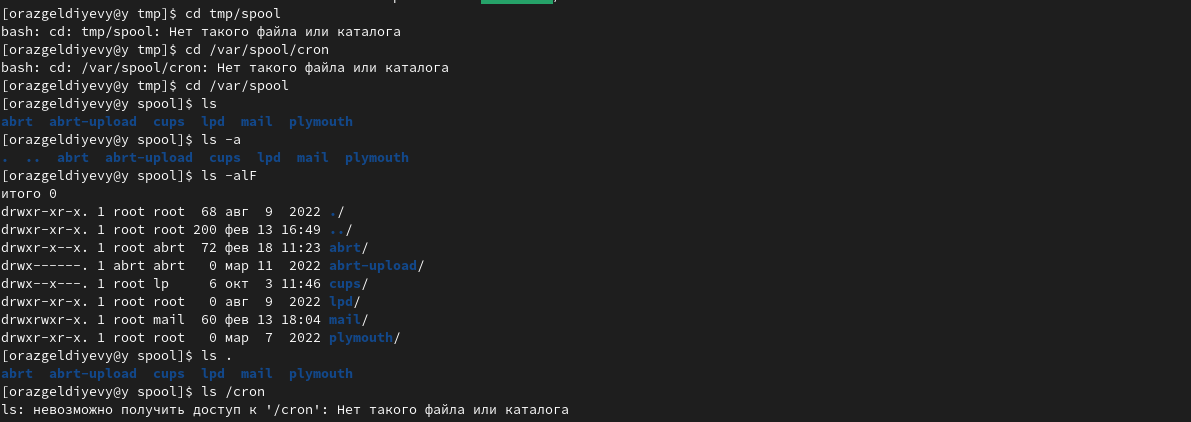 [orazgeldiyevy@y tmp]$ cd tmp/spool
bash: cd: tmp/spool: Нет такого файла или каталога
[orazgeldiyevy@y tmp]$ cd /var/spool/cron
bash: cd: /var/spool/cron: Нет такого файла или каталога
[orazgeldiyevy@y tmp]$ cd /var/spool
[orazgeldiyevy@y spool]$ ls
abrt  abrt-upload  cups  lpd  mail  plymouth
[orazgeldiyevy@y spool]$ ls -a
.  ..  abrt  abrt-upload  cups  lpd  mail  plymouth
[orazgeldiyevy@y spool]$ ls -alF
итого 0
drwxr-xr-x. 1 root root  68 авг  9  2022 ./
drwxr-xr-x. 1 root root 200 фев 13 16:49 ../
drwxr-x--x. 1 root abrt  72 фев 18 11:23 abrt/
drwx------. 1 abrt abrt   0 мар 11  2022 abrt-upload/
drwx--x---. 1 root lp     6 окт  3 11:46 cups/
drwxr-xr-x. 1 root root   0 авг  9  2022 lpd/
drwxrwxr-x. 1 root mail  60 фев 13 18:04 mail/
drwxr-xr-x. 1 root root   0 мар  7  2022 plymouth/
[orazgeldiyevy@y spool]$ ls .
abrt  abrt-upload  cups  lpd  mail  plymouth
[orazgeldiyevy@y spool]$ ls /cron
ls: невозможно получить доступ к '/cron': Нет такого файла или каталога